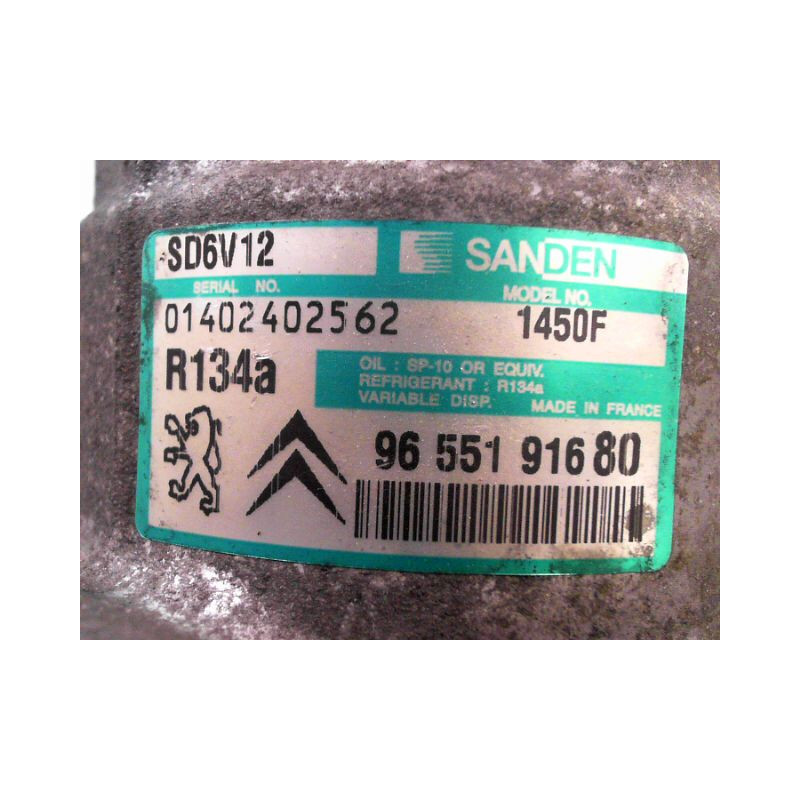 SD6V12 SANDEN
SERIAL NO. MODEL NO.
01402402562 1450F
R134a
OIL : SP-10 OR EQUIV.
REFRIGERANT : R134a
VARIABLE DISP. MADE IN FRANCE
96 551 916 80